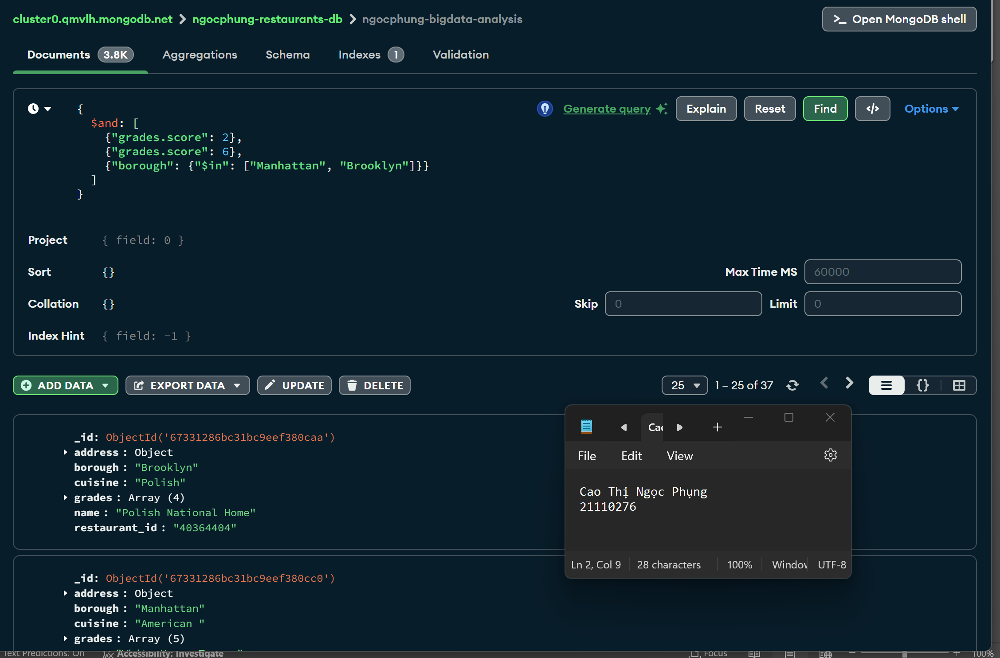 cluster0.qmvlh.mongodb.net > ngocphung-restaurants-db > ngocphung-bigdata-analysis
>_ Open MongoDB shell
Documents 3.8K Aggregations Schema Indexes 1 Validation
{
Generate query Explain Reset Find </> Options
$and: [
{"grades.score": 2},
{"grades.score": 6},
{"borough": {"$in": ["Manhattan", "Brooklyn"]}}
]
}
Project { field: 0 }
Sort {}
Max Time MS 60000
Collation {}
Skip 0 Limit 0
Index Hint { field: -1 }
ADD DATA EXPORT DATA UPDATE DELETE 25 1 – 25 of 37 {}
_id: ObjectId('67331286bc31bc9eef380caa')
address : Object
borough : "Brooklyn"
cuisine : "Polish"
grades : Array (4)
name : "Polish National Home"
restaurant_id : "40364404"
_id: ObjectId('67331286bc31bc9eef380cc0')
address : Object
borough : "Manhattan"
cuisine : "American "
grades : Array (5)
Cao
File Edit View
Cao Thị Ngọc Phụng
21110276
Ln 2, Col 9 28 characters 100% Window UTF-8
Text Predictions: On Accessibility: Investigate Focus 100%